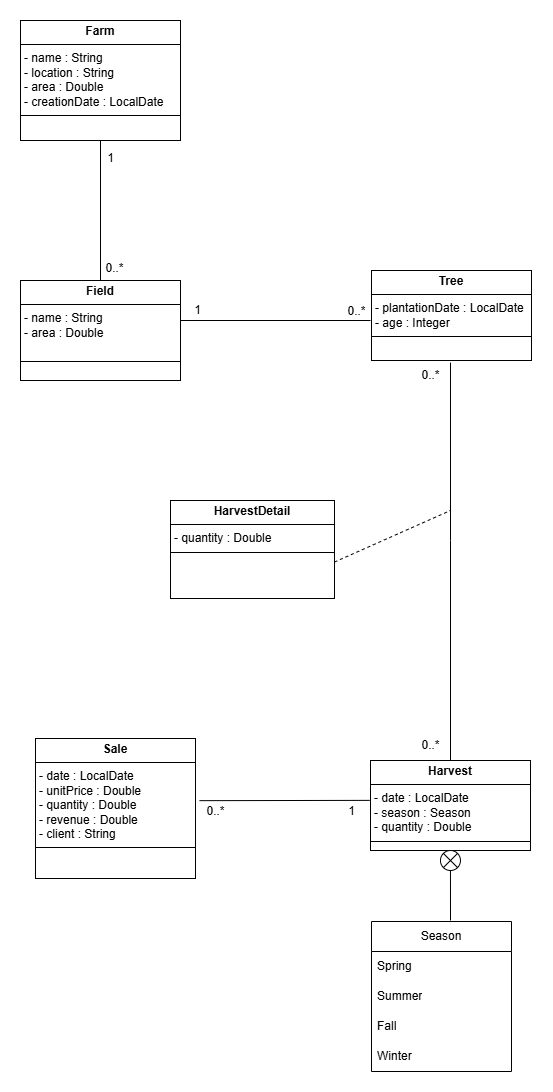 Farm
- name : String
- location : String
- area : Double
- creationDate : LocalDate
1
0..*
Field
- name : String
- area : Double
1
0..*
Tree
- plantationDate : LocalDate
- age : Integer
0..*
HarvestDetail
- quantity : Double
0..*
Sale
- date : LocalDate
- unitPrice : Double
- quantity : Double
- revenue : Double
- client : String
0..*
1
Harvest
- date : LocalDate
- season : Season
- quantity : Double
Season
Spring
Summer
Fall
Winter